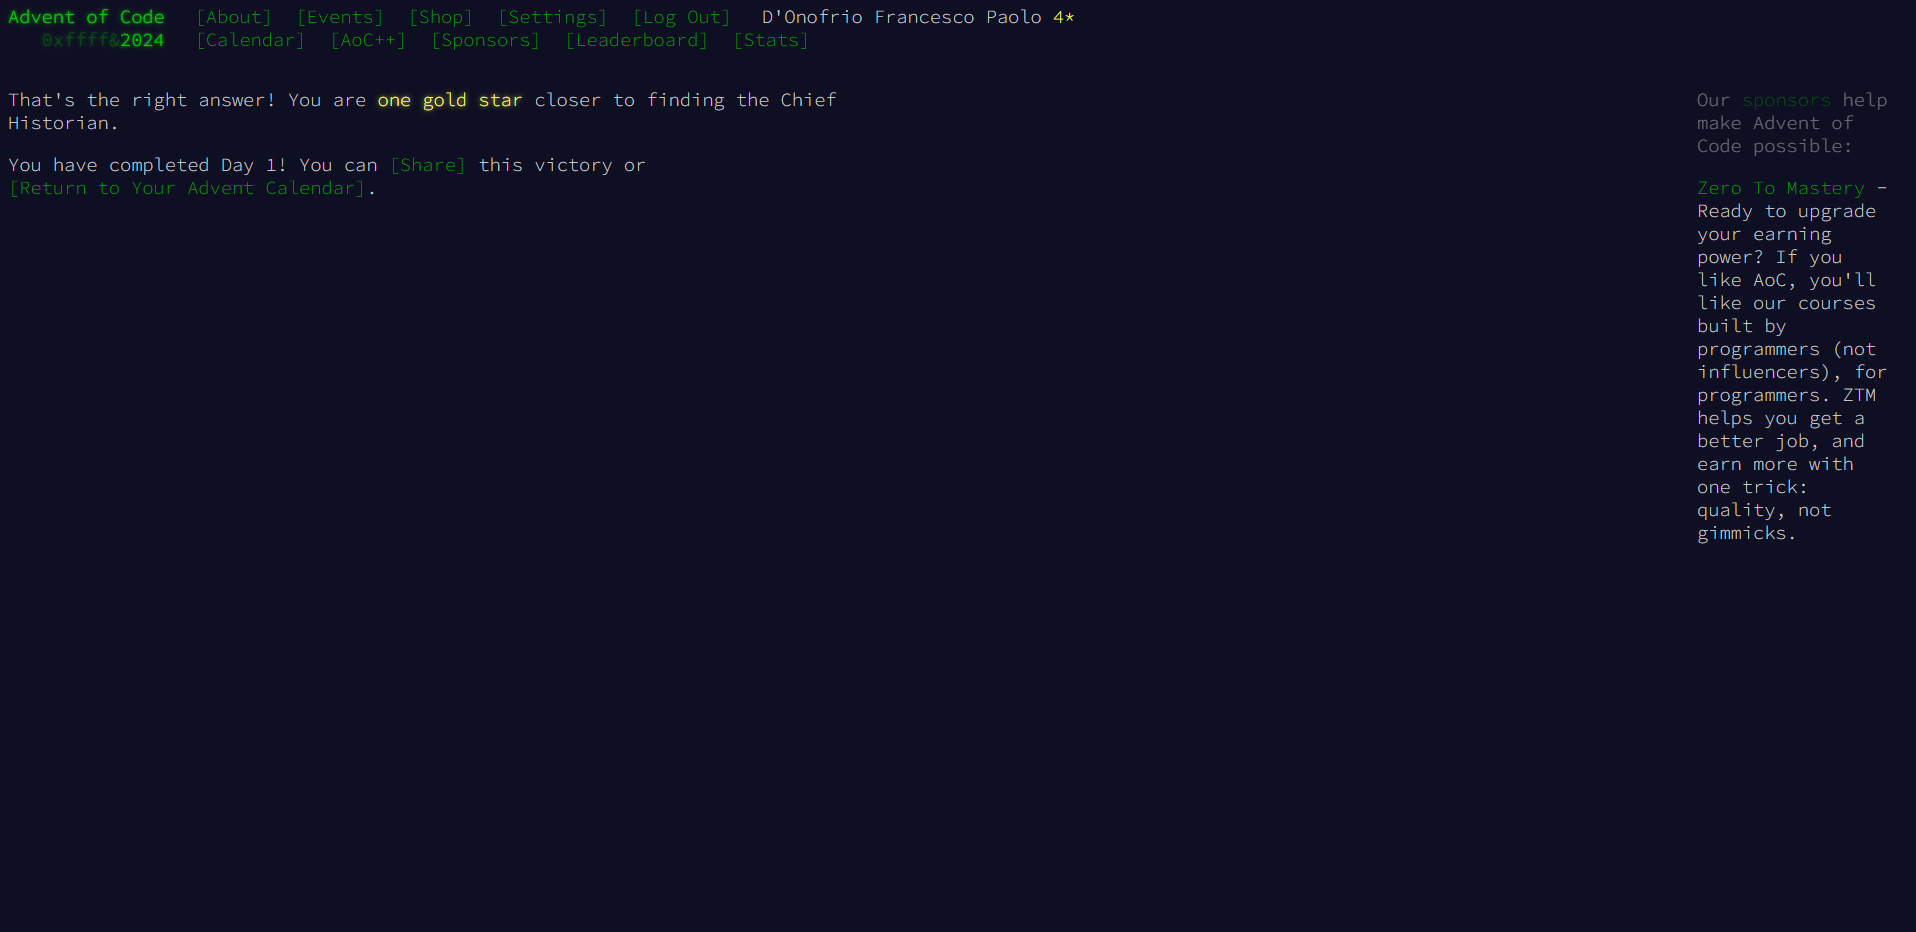 Advent of Code [About] [Events] [Shop] [Settings] [Log Out] D'Onofrio Francesco Paolo 4*
0xffff&2024 [Calendar] [AoC++] [Sponsors] [Leaderboard] [Stats]
That's the right answer! You are one gold star closer to finding the Chief
Historian.
You have completed Day 1! You can [Share] this victory or
[Return to Your Advent Calendar].
Our sponsors help
make Advent of
Code possible:
Zero To Mastery -
Ready to upgrade
your earning
power? If you
like AoC, you'll
like our courses
built by
programmers (not
influencers), for
programmers. ZTM
helps you get a
better job, and
earn more with
one trick:
quality, not
gimmicks.